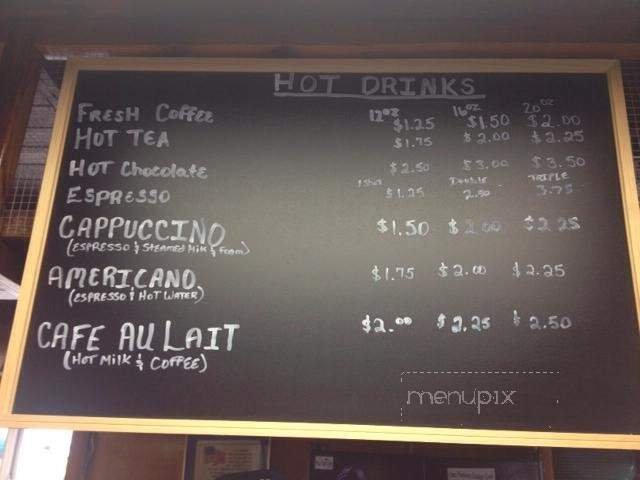 HOT DRINKS
12oz 16oz 20oz
FRESH COFFEE $1.25 $1.50 $2.00
HOT TEA $1.75 $2.00 $2.25
HOT Chocolate $2.50 $3.00 $3.50
DOUBLE TRIPLE
ESPRESSO $1.25 2.50 3.75
CAPPUCCINO $1.50 $2.00 $2.25
(ESPRESSO & STEAMED MILK & FOAM)
AMERICANO $1.75 $2.00 $2.25
(ESPRESSO & HOT WATER)
CAFE AU LAIT $2.00 $2.25 $2.50
(HOT MILK & COFFEE)
menupix